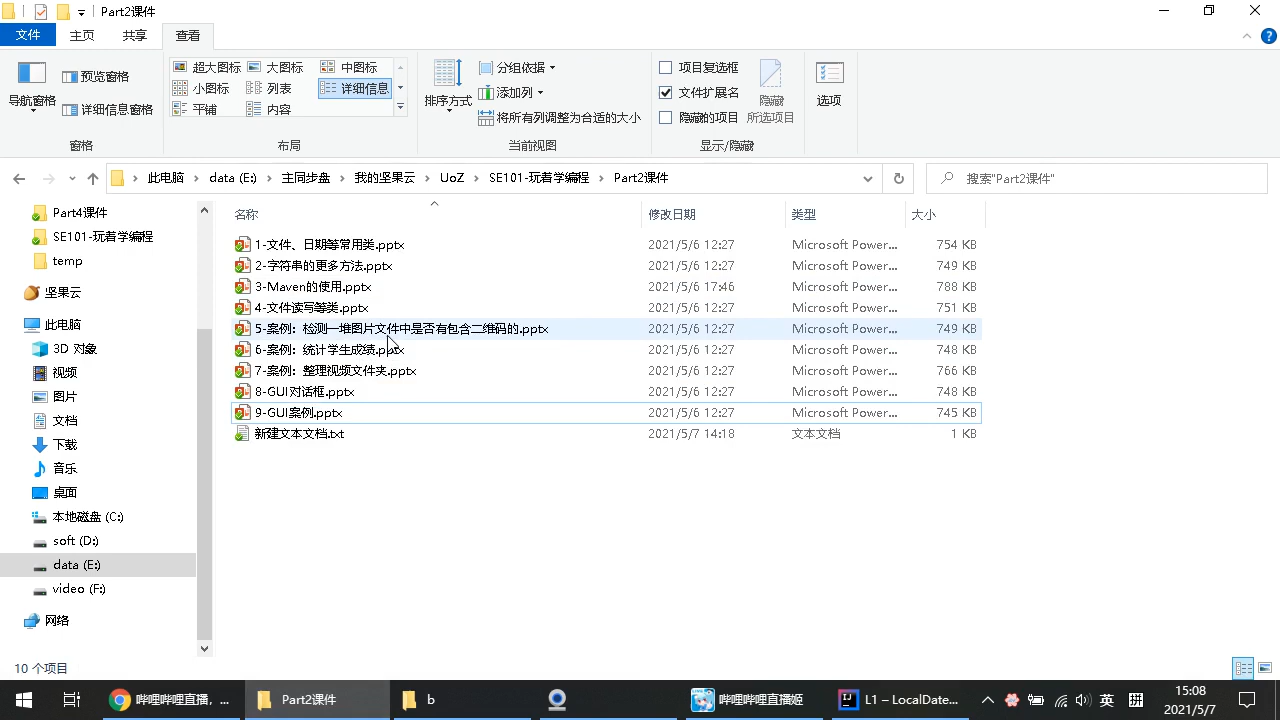 Part2课件
文件 主页 共享 查看
导航窗格
预览窗格
详细信息窗格
窗格
超大图标 大图标 中图标
小图标 列表 详细信息
平铺 内容
布局
排序方式
分组依据
添加列
将所有列调整为合适的大小
当前视图
项目复选框
文件扩展名
隐藏的项目
隐藏
所选项目
显示/隐藏
选项
此电脑 data (E:) 主同步盘 我的坚果云 UoZ SE101-玩着学编程 Part2课件
搜索"Part2课件"
Part4课件
SE101-玩着学编程
temp
坚果云
此电脑
3D 对象
视频
图片
文档
下载
音乐
桌面
本地磁盘 (C:)
soft (D:)
data (E:)
video (F:)
网络
名称 修改日期 类型 大小
1-文件、日期等常用类.pptx 2021/5/6 12:27 Microsoft Power... 754 KB
2-字符串的更多方法.pptx 2021/5/6 12:27 Microsoft Power... 749 KB
3-Maven的使用.pptx 2021/5/6 17:46 Microsoft Power... 788 KB
4-文件读写等类.pptx 2021/5/6 12:27 Microsoft Power... 751 KB
5-案例：检测一堆图片文件中是否有包含二维码的.pptx 2021/5/6 12:27 Microsoft Power... 749 KB
6-案例：统计学生成绩.pptx 2021/5/6 12:27 Microsoft Power... 748 KB
7-案例：整理视频文件夹.pptx 2021/5/6 12:27 Microsoft Power... 766 KB
8-GUI对话框.pptx 2021/5/6 12:27 Microsoft Power... 748 KB
9-GUI案例.pptx 2021/5/6 12:27 Microsoft Power... 745 KB
新建文本文档.txt 2021/5/7 14:18 文本文档 1 KB
10 个项目
哔哩哔哩直播，...
Part2课件
b
哔哩哔哩直播姬
L1 – LocalDate...
英
拼
15:08
2021/5/7